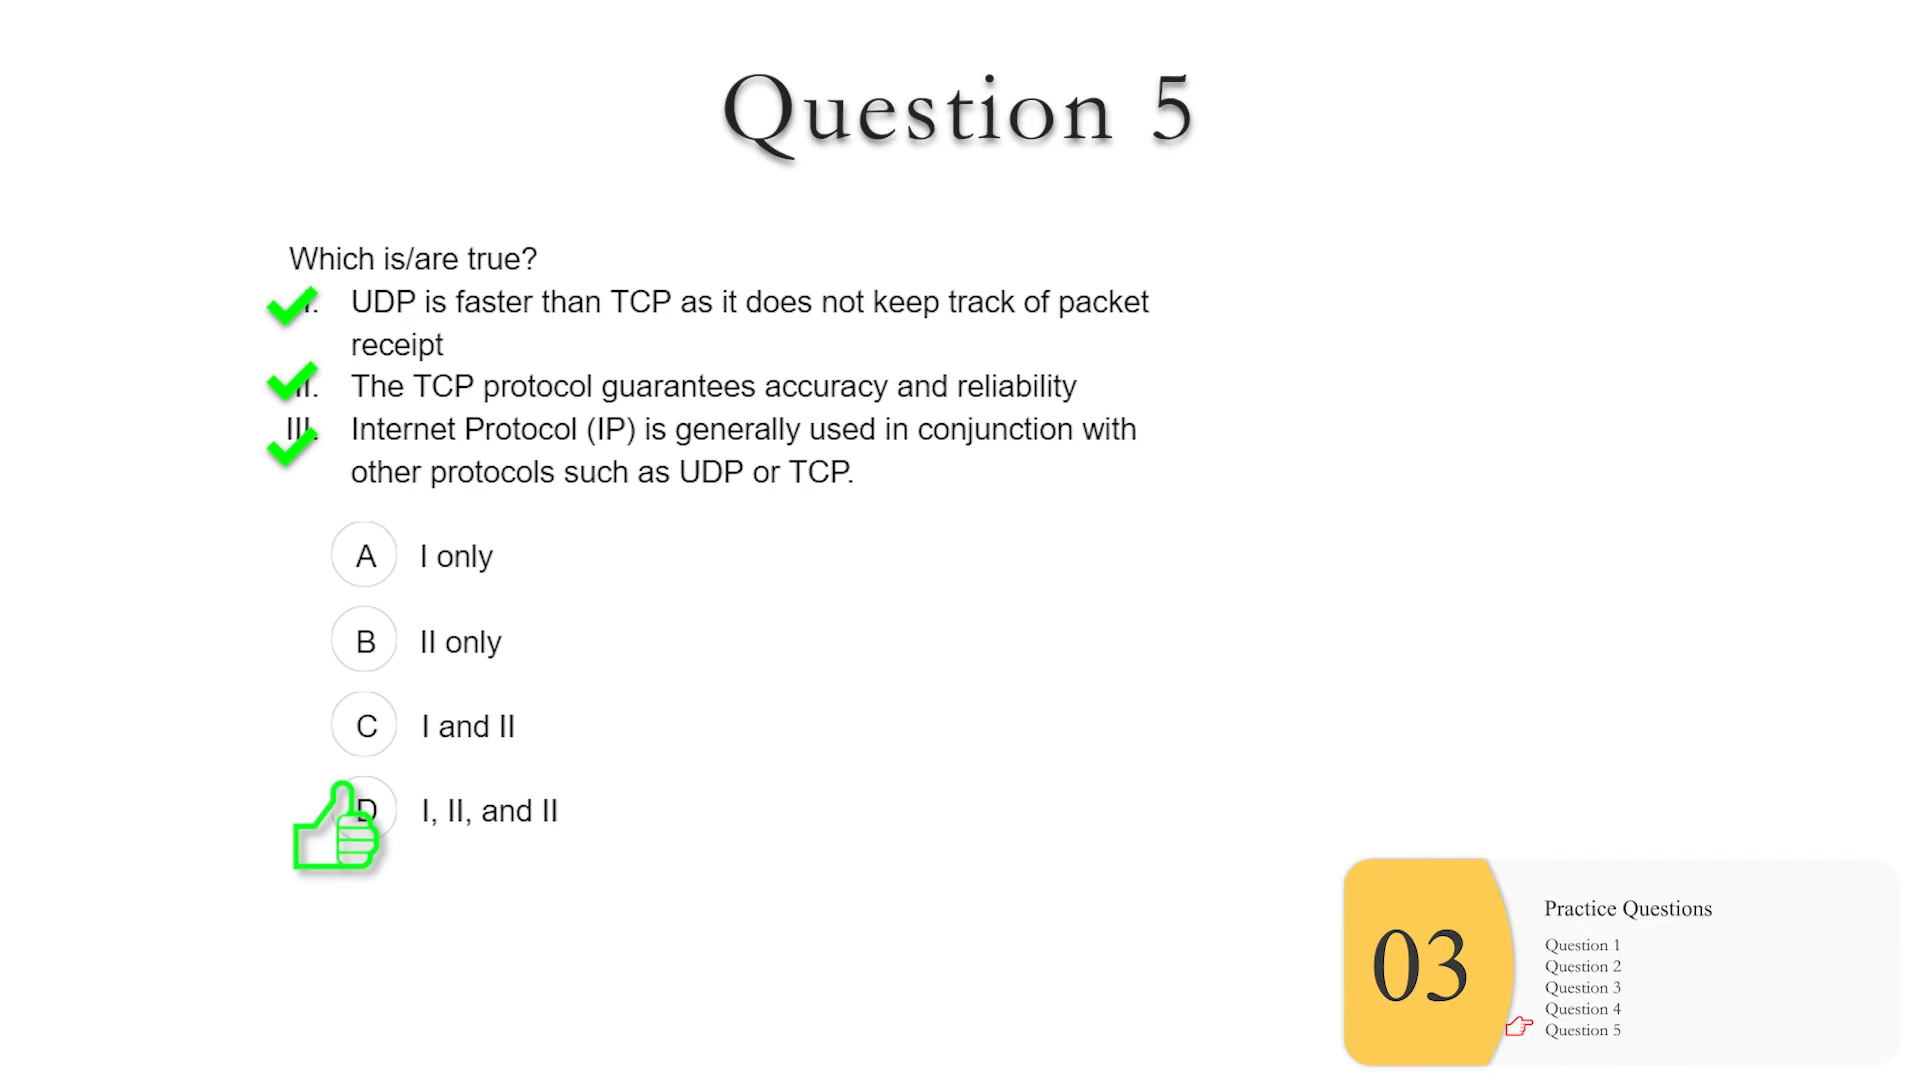 Question 5
Which is/are true?
I. UDP is faster than TCP as it does not keep track of packet
receipt
II. The TCP protocol guarantees accuracy and reliability
III. Internet Protocol (IP) is generally used in conjunction with
other protocols such as UDP or TCP.
A I only
B II only
C I and II
D I, II, and II
03
Practice Questions
Question 1
Question 2
Question 3
Question 4
Question 5